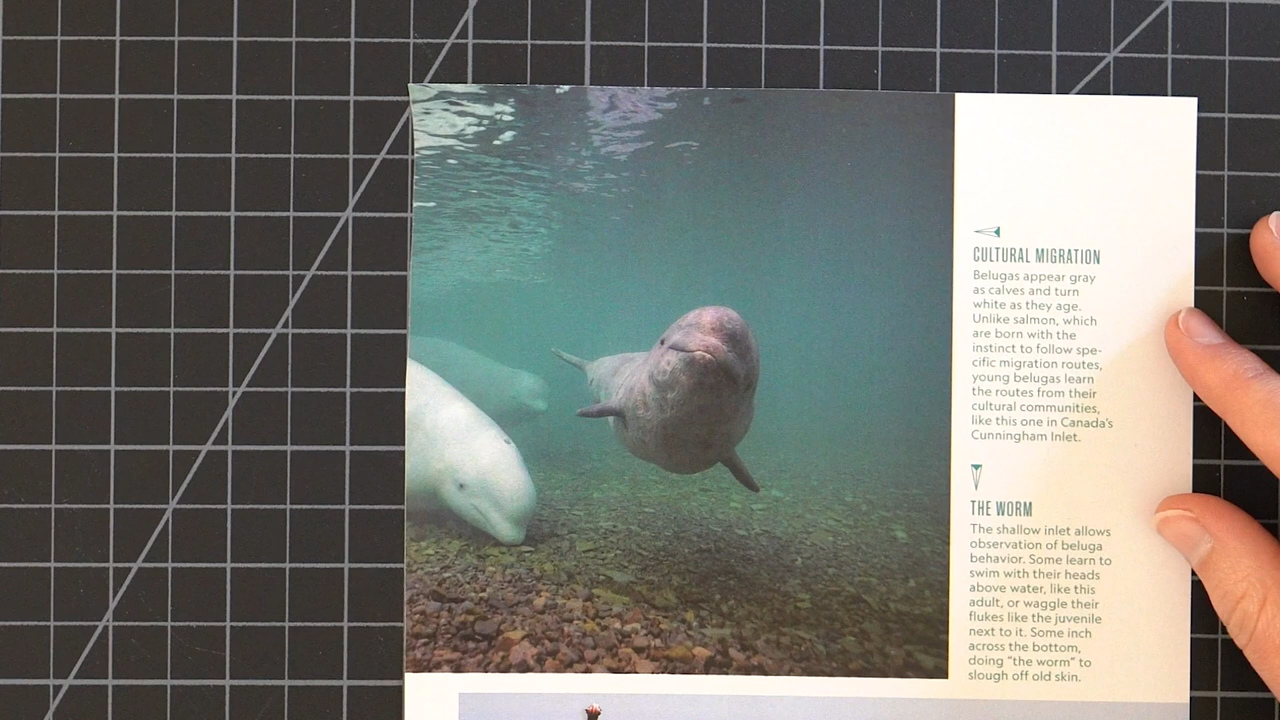 CULTURAL MIGRATION
Belugas appear gray
as calves and turn
white as they age.
Unlike salmon, which
are born with the
instinct to follow spe-
cific migration routes,
young belugas learn
the routes from their
cultural communities,
like this one in Canada's
Cunningham Inlet.
THE WORM
The shallow inlet allows
observation of beluga
behavior. Some learn to
swim with their heads
above water, like this
adult, or waggle their
flukes like the juvenile
next to it. Some inch
across the bottom,
doing "the worm" to
slough off old skin.